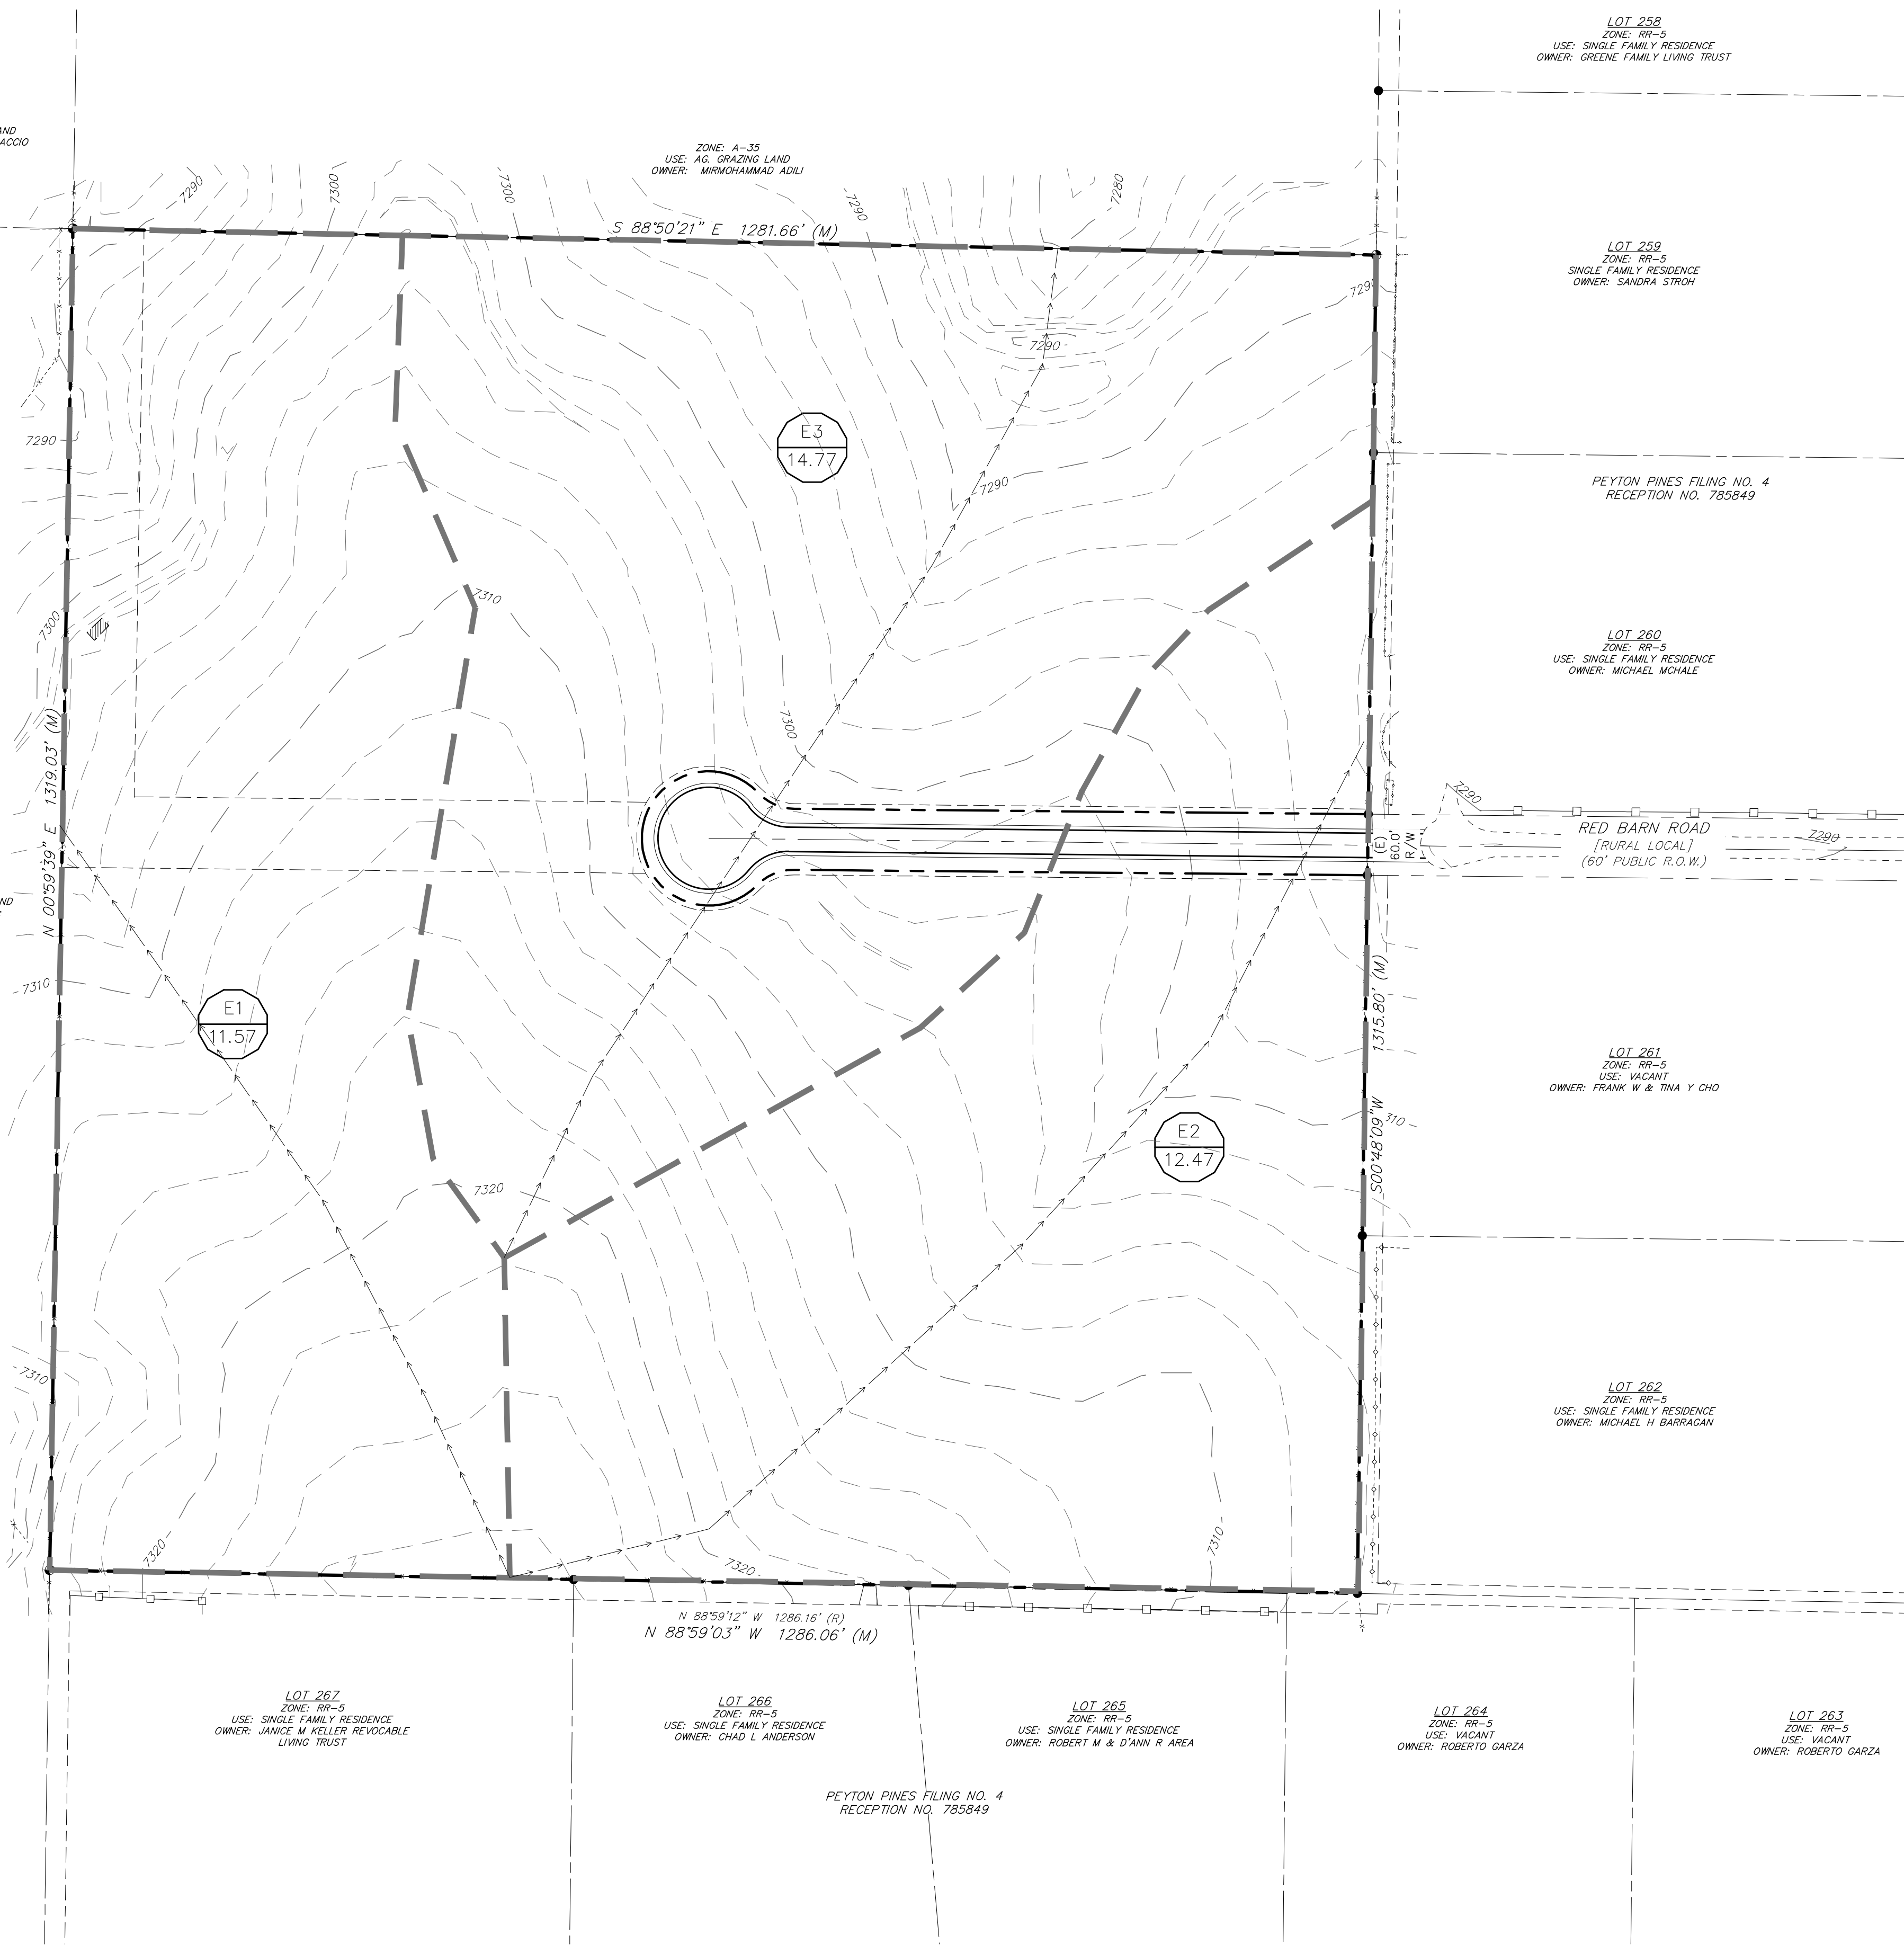 LOT 258
ZONE: RR-5
USE: SINGLE FAMILY RESIDENCE
OWNER: GREENE FAMILY LIVING TRUST
ZONE: A-35
USE: AG. GRAZING LAND
OWNER: MIRMOHAMMAD ADILI
7290
7300
7300
7290
7280
S 88°50'21" E 1281.66' (M)
LOT 259
ZONE: RR-5
SINGLE FAMILY RESIDENCE
OWNER: SANDRA STROH
7290
7290
E3
14.77
7290
7290
PEYTON PINES FILING NO. 4
RECEPTION NO. 785849
7310
7300
LOT 260
ZONE: RR-5
USE: SINGLE FAMILY RESIDENCE
OWNER: MICHAEL MCHALE
7300
N 00°59'39" E 1319.03' (M)
7290
RED BARN ROAD
[RURAL LOCAL]
(60' PUBLIC R.O.W.)
7290
(E)
60.0'
R/W
7310
E1
11.57
S00°48'09"W 1315.80' (M)
LOT 261
ZONE: RR-5
USE: VACANT
OWNER: FRANK W & TINA Y CHO
310
E2
12.47
7320
7310
LOT 262
ZONE: RR-5
USE: SINGLE FAMILY RESIDENCE
OWNER: MICHAEL H BARRAGAN
7320
7320
7310
N 88°59'12" W 1286.16' (R)
N 88°59'03" W 1286.06' (M)
LOT 267
ZONE: RR-5
USE: SINGLE FAMILY RESIDENCE
OWNER: JANICE M KELLER REVOCABLE
LIVING TRUST
LOT 266
ZONE: RR-5
USE: SINGLE FAMILY RESIDENCE
OWNER: CHAD L ANDERSON
LOT 265
ZONE: RR-5
USE: SINGLE FAMILY RESIDENCE
OWNER: ROBERT M & D'ANN R AREA
LOT 264
ZONE: RR-5
USE: VACANT
OWNER: ROBERTO GARZA
LOT 263
ZONE: RR-5
USE: VACANT
OWNER: ROBERTO GARZA
PEYTON PINES FILING NO. 4
RECEPTION NO. 785849